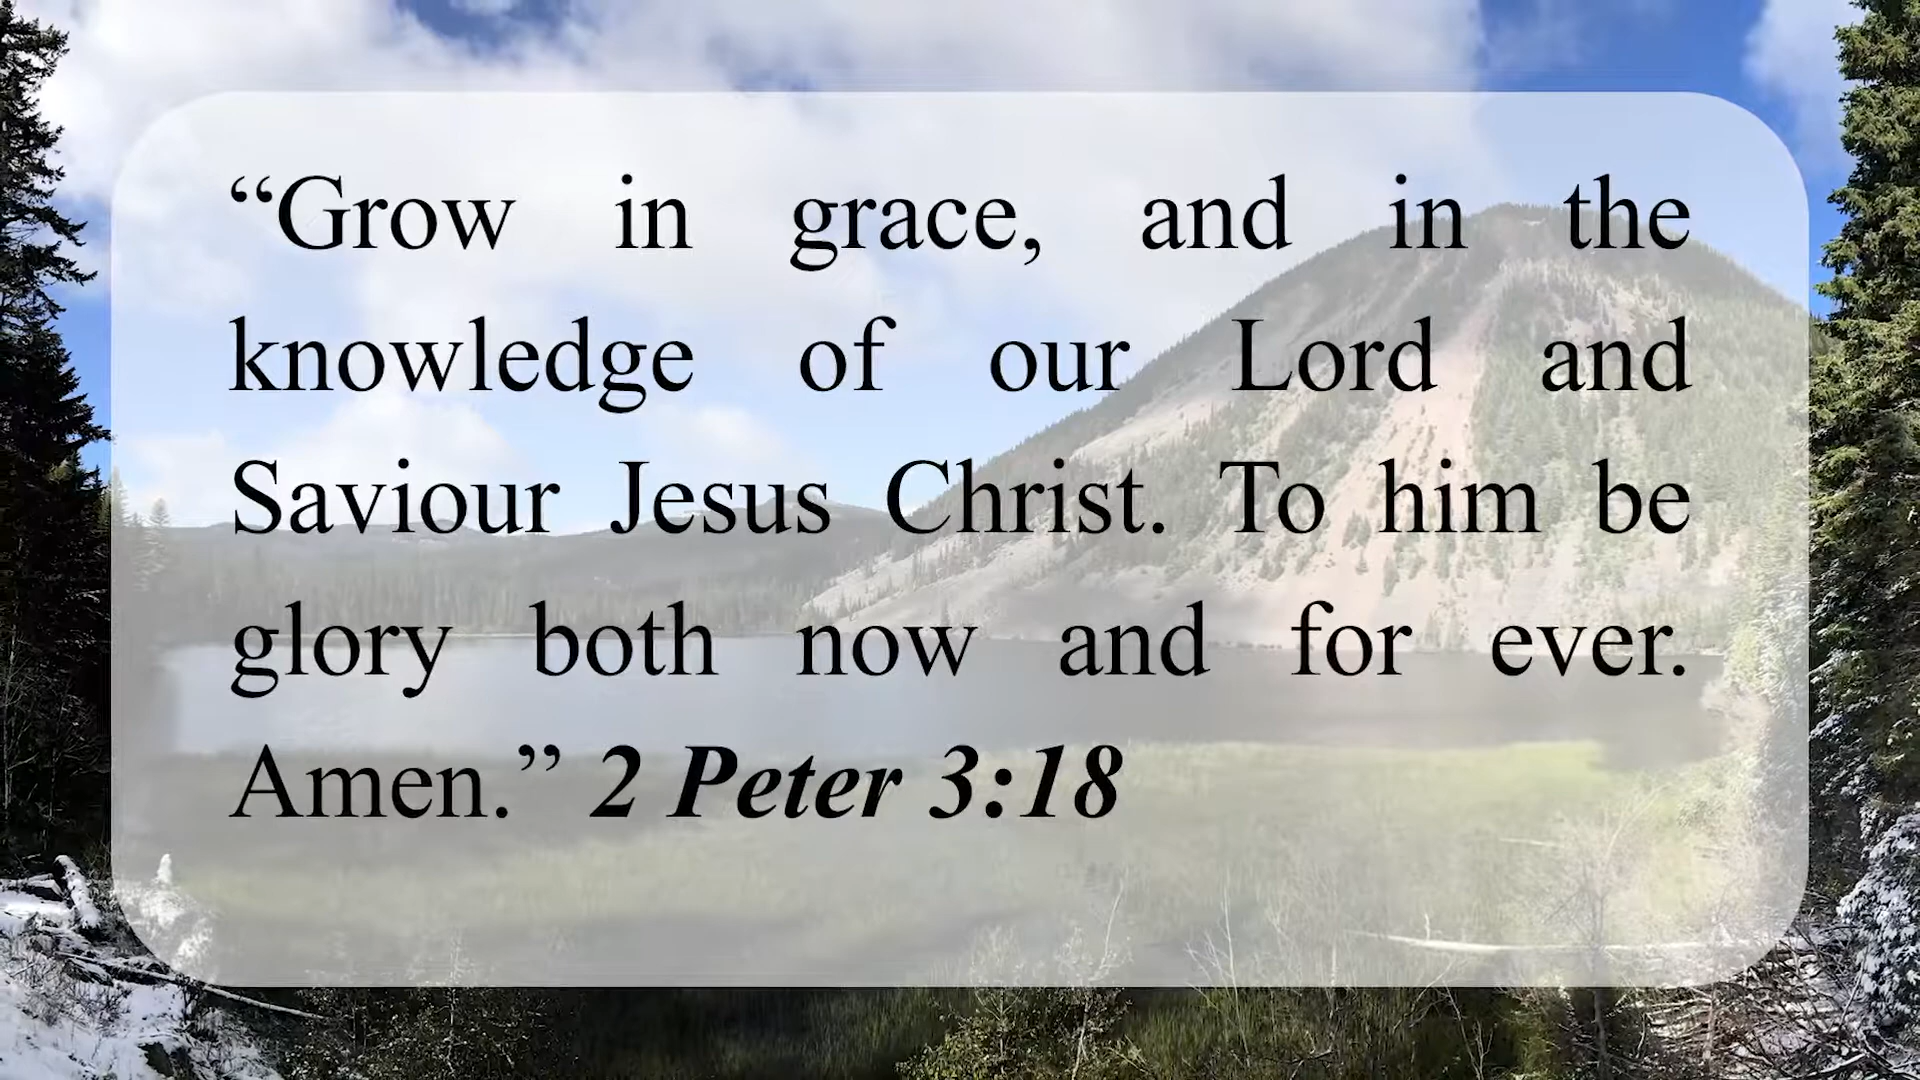 “Grow in grace, and in the
knowledge of our Lord and
Saviour Jesus Christ. To him be
glory both now and for ever.
Amen.” 2 Peter 3:18